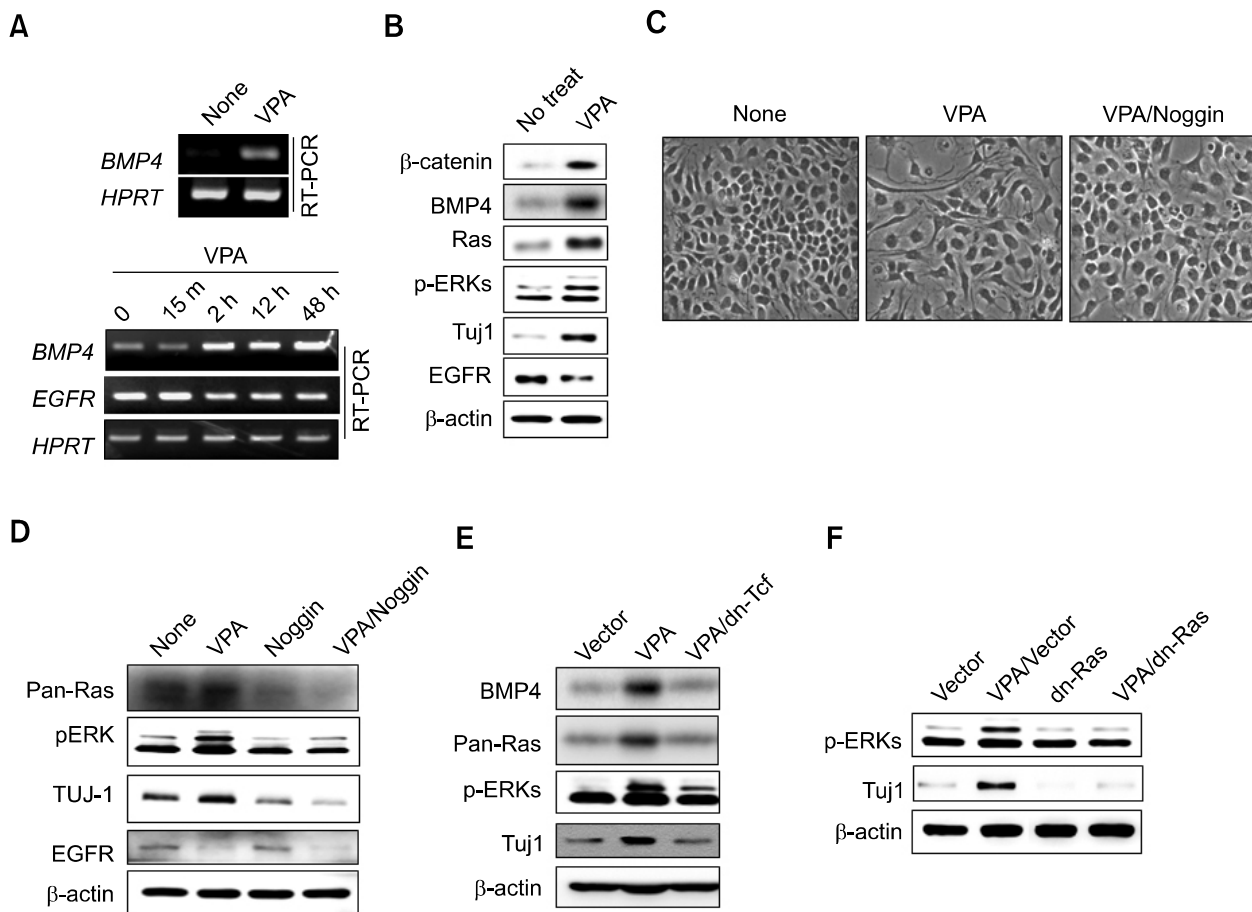 A
None VPA
BMP4
HPRT
RT-PCR
VPA
0 15 m 2 h 12 h 48 h
BMP4
EGFR
HPRT
RT-PCR
B
No treat VPA
β-catenin
BMP4
Ras
p-ERKs
Tuj1
EGFR
β-actin
C
None VPA VPA/Noggin
D
None VPA Noggin VPA/Noggin
Pan-Ras
pERK
TUJ-1
EGFR
β-actin
E
Vector VPA VPA/dn-Tcf
BMP4
Pan-Ras
p-ERKs
Tuj1
β-actin
F
Vector VPA/Vector dn-Ras VPA/dn-Ras
p-ERKs
Tuj1
β-actin